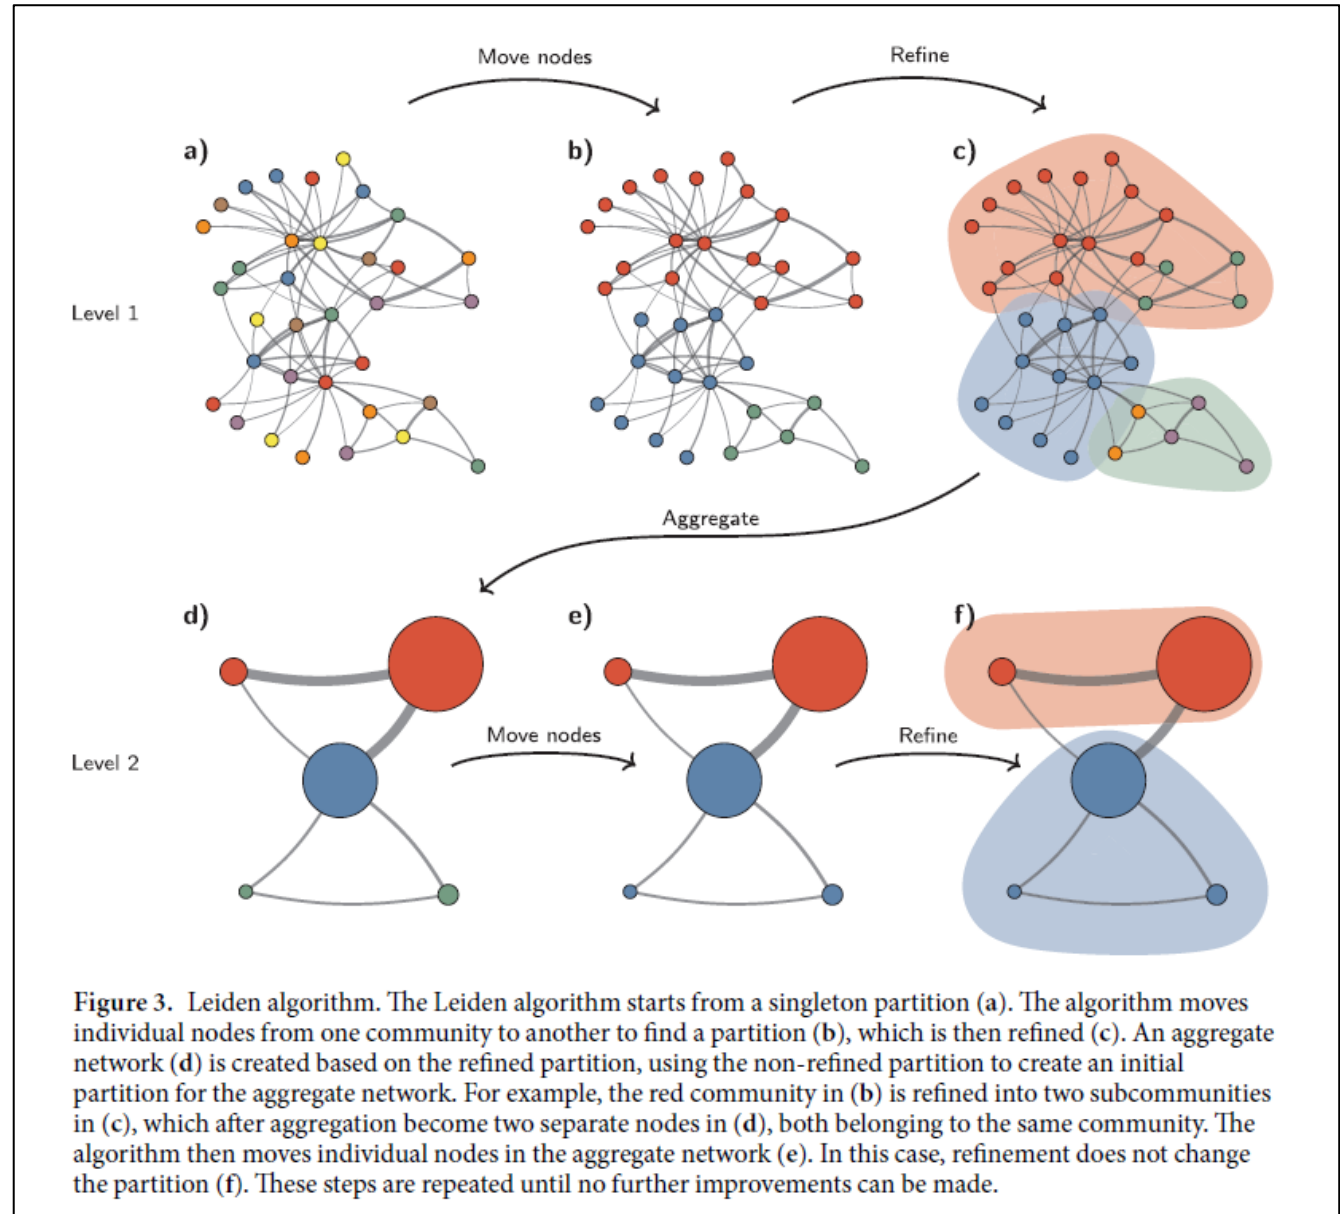 Move nodes
Refine
a)
b)
c)
Level 1
Aggregate
d)
e)
f)
Move nodes
Refine
Level 2
Figure 3. Leiden algorithm. The Leiden algorithm starts from a singleton partition (a). The algorithm moves
individual nodes from one community to another to find a partition (b), which is then refined (c). An aggregate
network (d) is created based on the refined partition, using the non-refined partition to create an initial
partition for the aggregate network. For example, the red community in (b) is refined into two subcommunities
in (c), which after aggregation become two separate nodes in (d), both belonging to the same community. The
algorithm then moves individual nodes in the aggregate network (e). In this case, refinement does not change
the partition (f). These steps are repeated until no further improvements can be made.